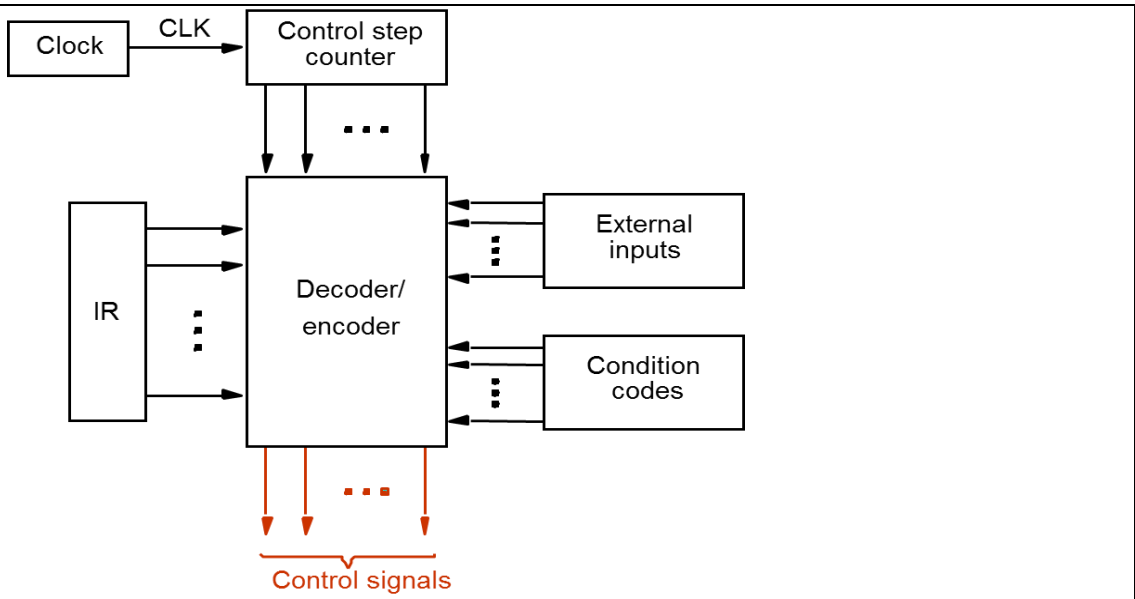 Clock
CLK
Control step
counter
IR
Decoder/
encoder
External
inputs
Condition
codes
Control signals